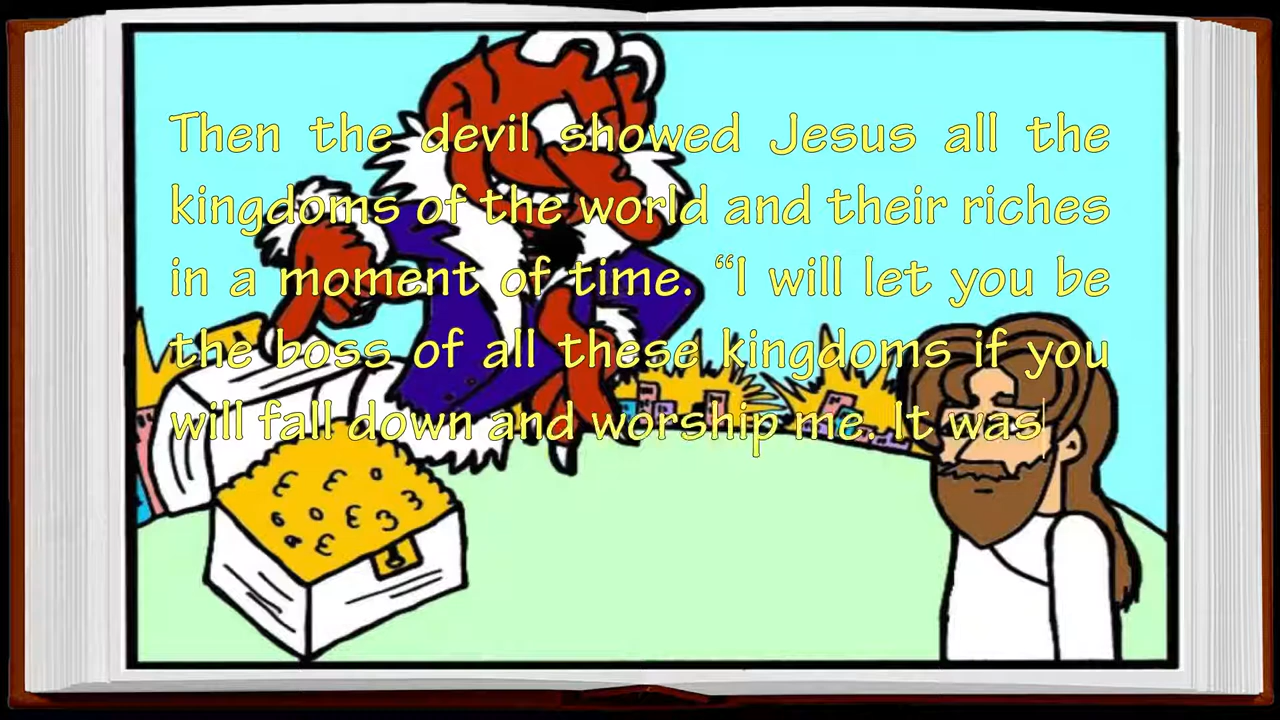 Then the devil showed Jesus all the
kingdoms of the world and their riches
in a moment of time. “I will let you be
the boss of all these kingdoms if you
will fall down and worship me. It was